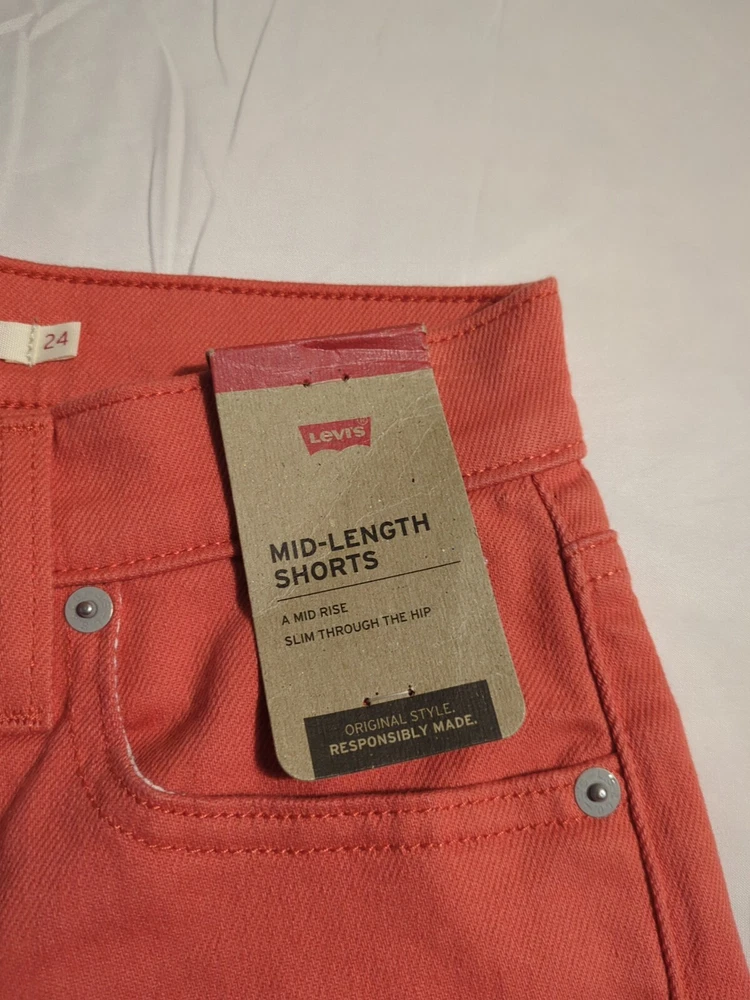 24
Levi's
MID-LENGTH
SHORTS
A MID RISE
SLIM THROUGH THE HIP
ORIGINAL STYLE.
RESPONSIBLY MADE.